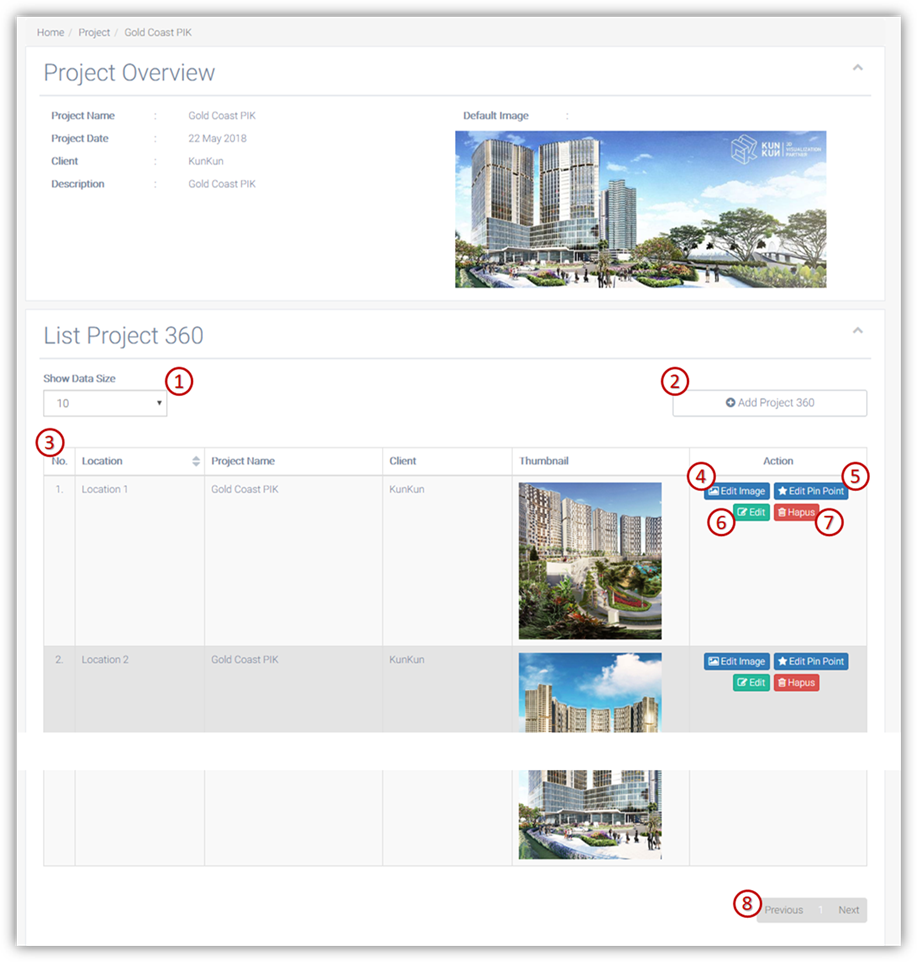 Home / Project / Gold Coast PIK
Project Overview
Project Name : Gold Coast PIK
Project Date : 22 May 2018
Client : KunKun
Description : Gold Coast PIK
Default Image :
KUN KUN 3D VISUALIZATION PARTNER
List Project 360
Show Data Size
1
10
2
Add Project 360
3
No. Location Project Name Client Thumbnail Action
1. Location 1 Gold Coast PIK KunKun
4 Edit Image Edit Pin Point 5
6 Edit Hapus 7
2. Location 2 Gold Coast PIK KunKun
Edit Image Edit Pin Point
Edit Hapus
8 Previous 1 Next